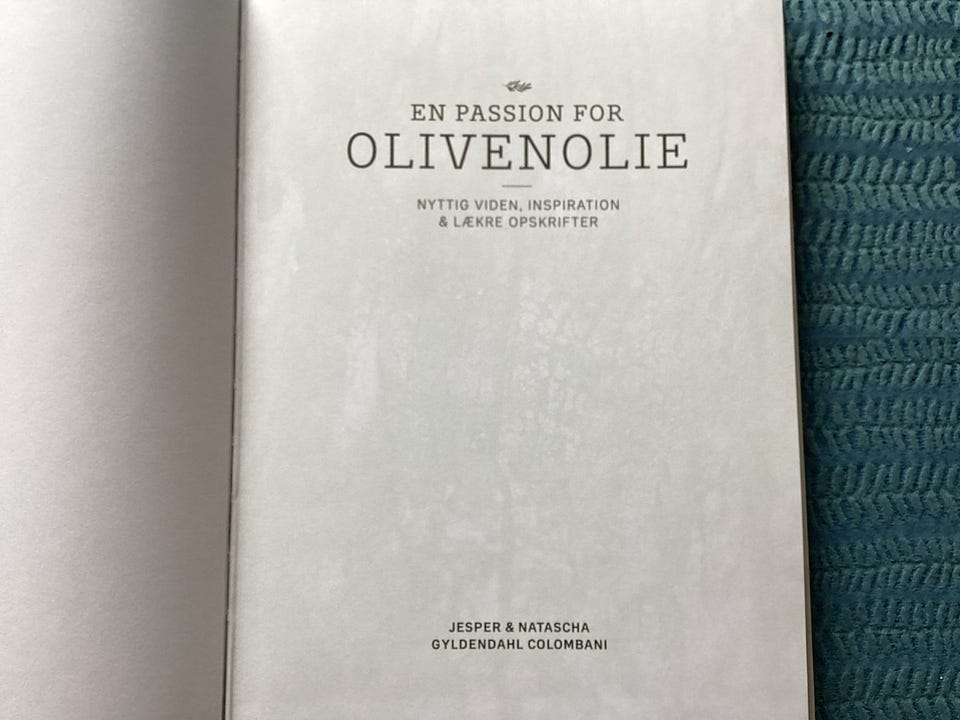 EN PASSION FOR
OLIVENOLIE
NYTTIG VIDEN, INSPIRATION
& LÆKRE OPSKRIFTER
JESPER & NATASCHA
GYLDENDAHL COLOMBANI